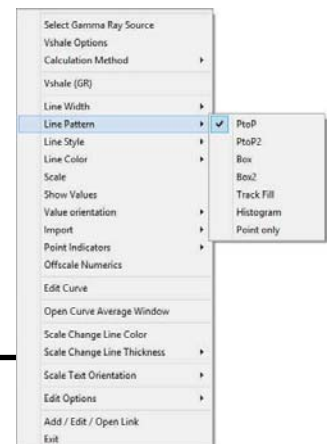 Select Gamma Ray Source
Vshale Options
Calculation Method
Vshale (GR)
Line Width
Line Pattern
Line Style
Line Color
Scale
Show Values
Value orientation
Import
Point Indicators
Offscale Numerics
Edit Curve
Open Curve Average Window
Scale Change Line Color
Scale Change Line Thickness
Scale Text Orientation
Edit Options
Add / Edit / Open Link
Exit
PtoP
PtoP2
Box
Box2
Track Fill
Histogram
Point only